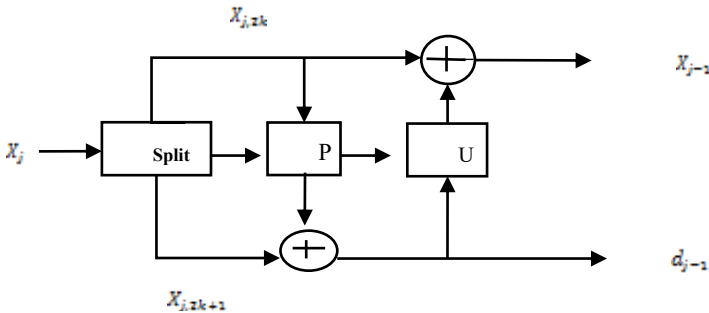 X_{j,2k}
X_j
Split
P
U
X_{j-1}
d_{j-1}
X_{j,2k+1}